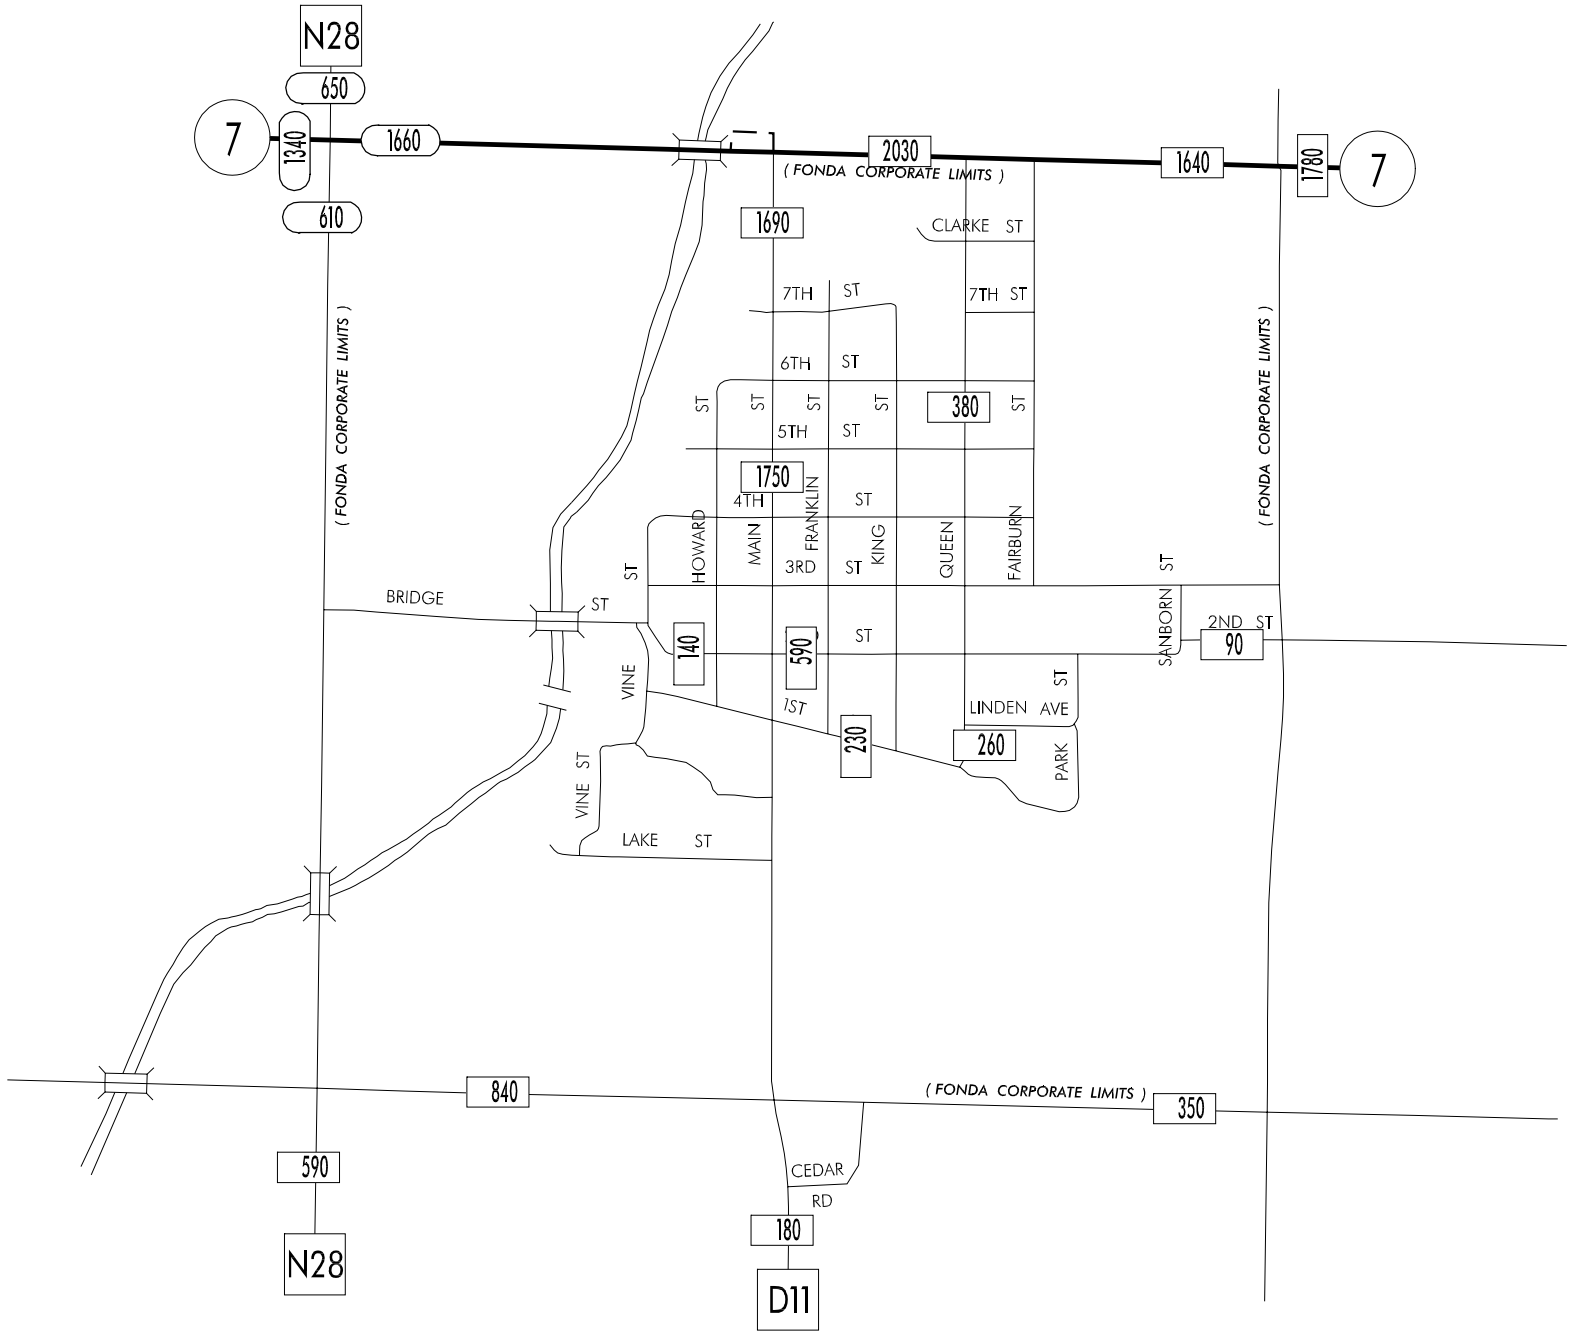 N28
650
7
1340
1660
2030
1640
1780
7
( FONDA CORPORATE LIMITS )
610
1690
CLARKE ST
7TH ST
7TH ST
( FONDA CORPORATE LIMITS )
( FONDA CORPORATE LIMITS )
6TH ST
ST
ST
ST
ST
380
ST
5TH ST
1750
4TH ST
HOWARD
MAIN
FRANKLIN
KING
QUEEN
FAIRBURN
3RD ST
ST
ST
BRIDGE ST
SANBORN
2ND ST
90
140
590
ST
VINE
1ST
ST
LINDEN AVE
230
260
PARK
VINE ST
LAKE ST
840
( FONDA CORPORATE LIMITS )
350
590
CEDAR
RD
180
N28
D11